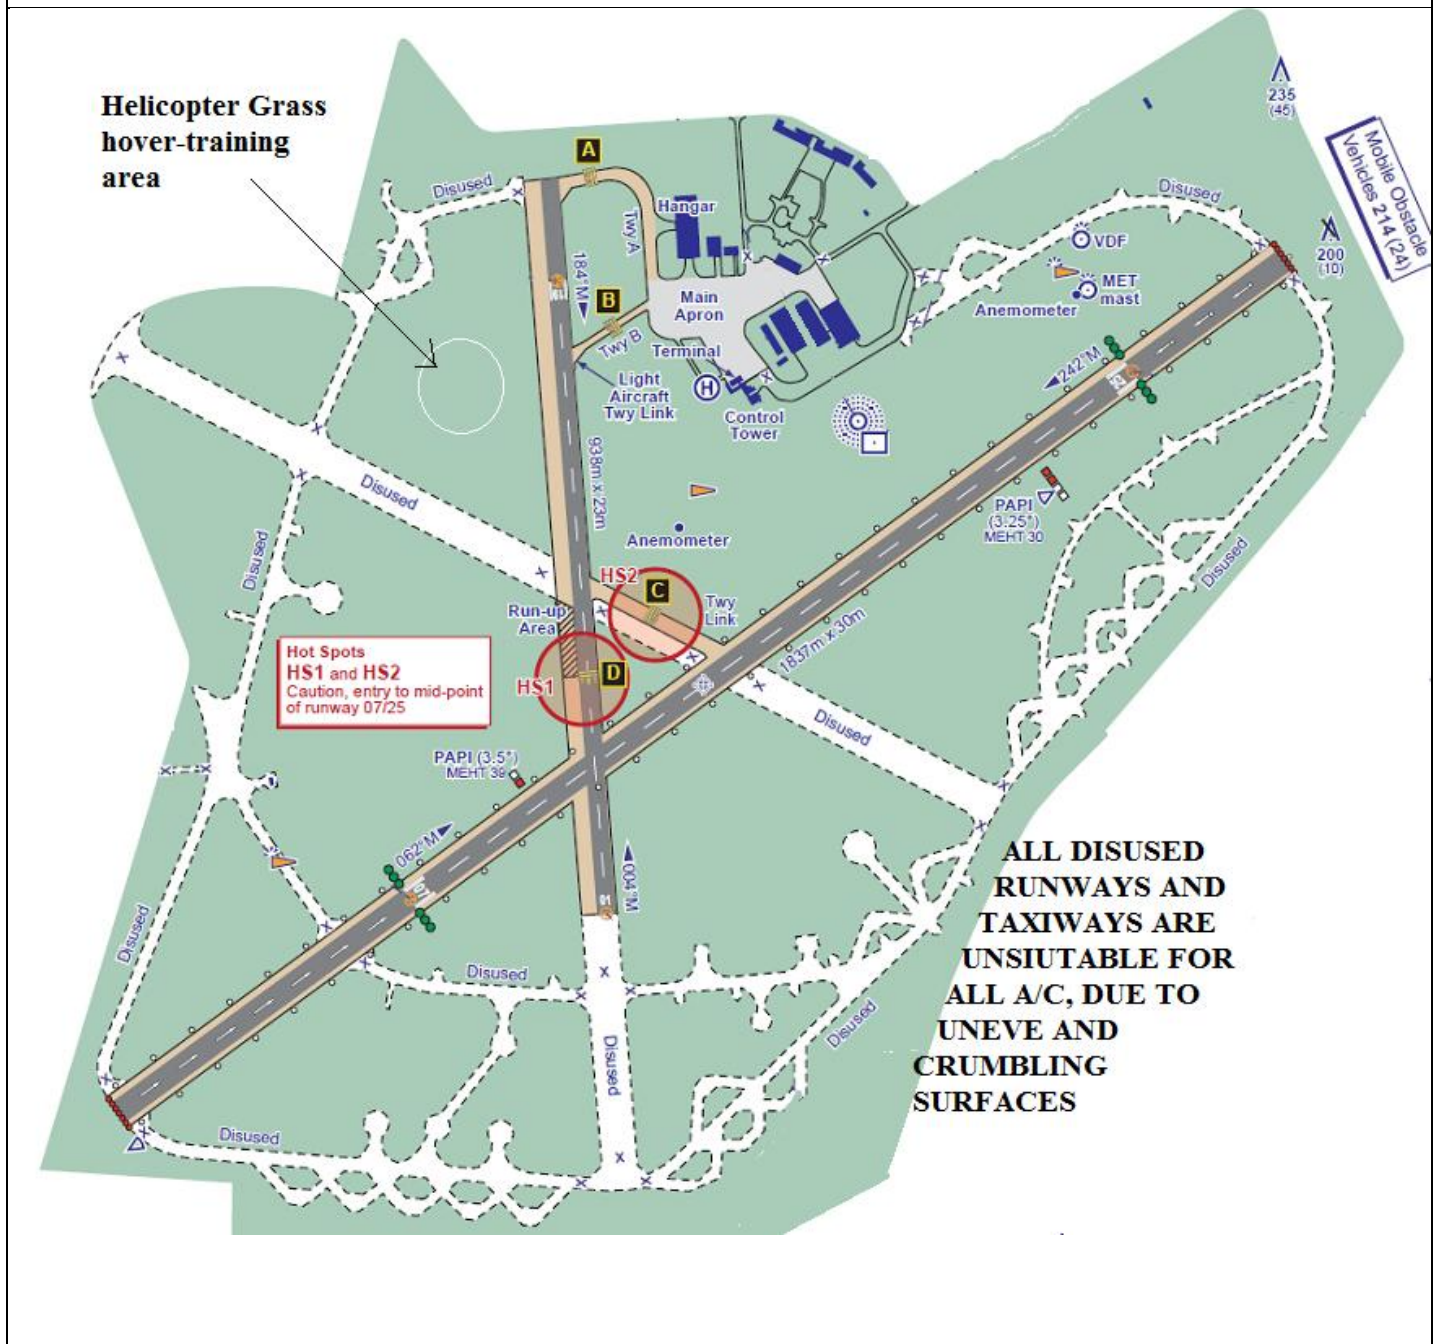 Helicopter Grass
hover-training
area
235
(45)
Mobile Obstacle
Vehicles 214 (24)
200
(10)
Disused
A
Hangar
Twy A
184°M
B
Twy B
Main
Apron
Terminal
Light
Aircraft
Twy Link
H
Control
Tower
Disused
VDF
MET
mast
Anemometer
242°M
938m x 23m
Disused
Anemometer
PAPI
(3.25°)
MEHT 30
Disused
Disused
HS2
C
Twy
Link
Run-up
Area
1837m x 30m
Hot Spots
HS1 and HS2
Caution, entry to mid-point
of runway 07/25
HS1
D
Disused
PAPI (3.5°)
MEHT 39
062°M
07
004°M
01
ALL DISUSED
RUNWAYS AND
TAXIWAYS ARE
UNSIUTABLE FOR
ALL A/C, DUE TO
UNEVE AND
CRUMBLING
SURFACES
Disused
Disused
Disused
Disused
Disused